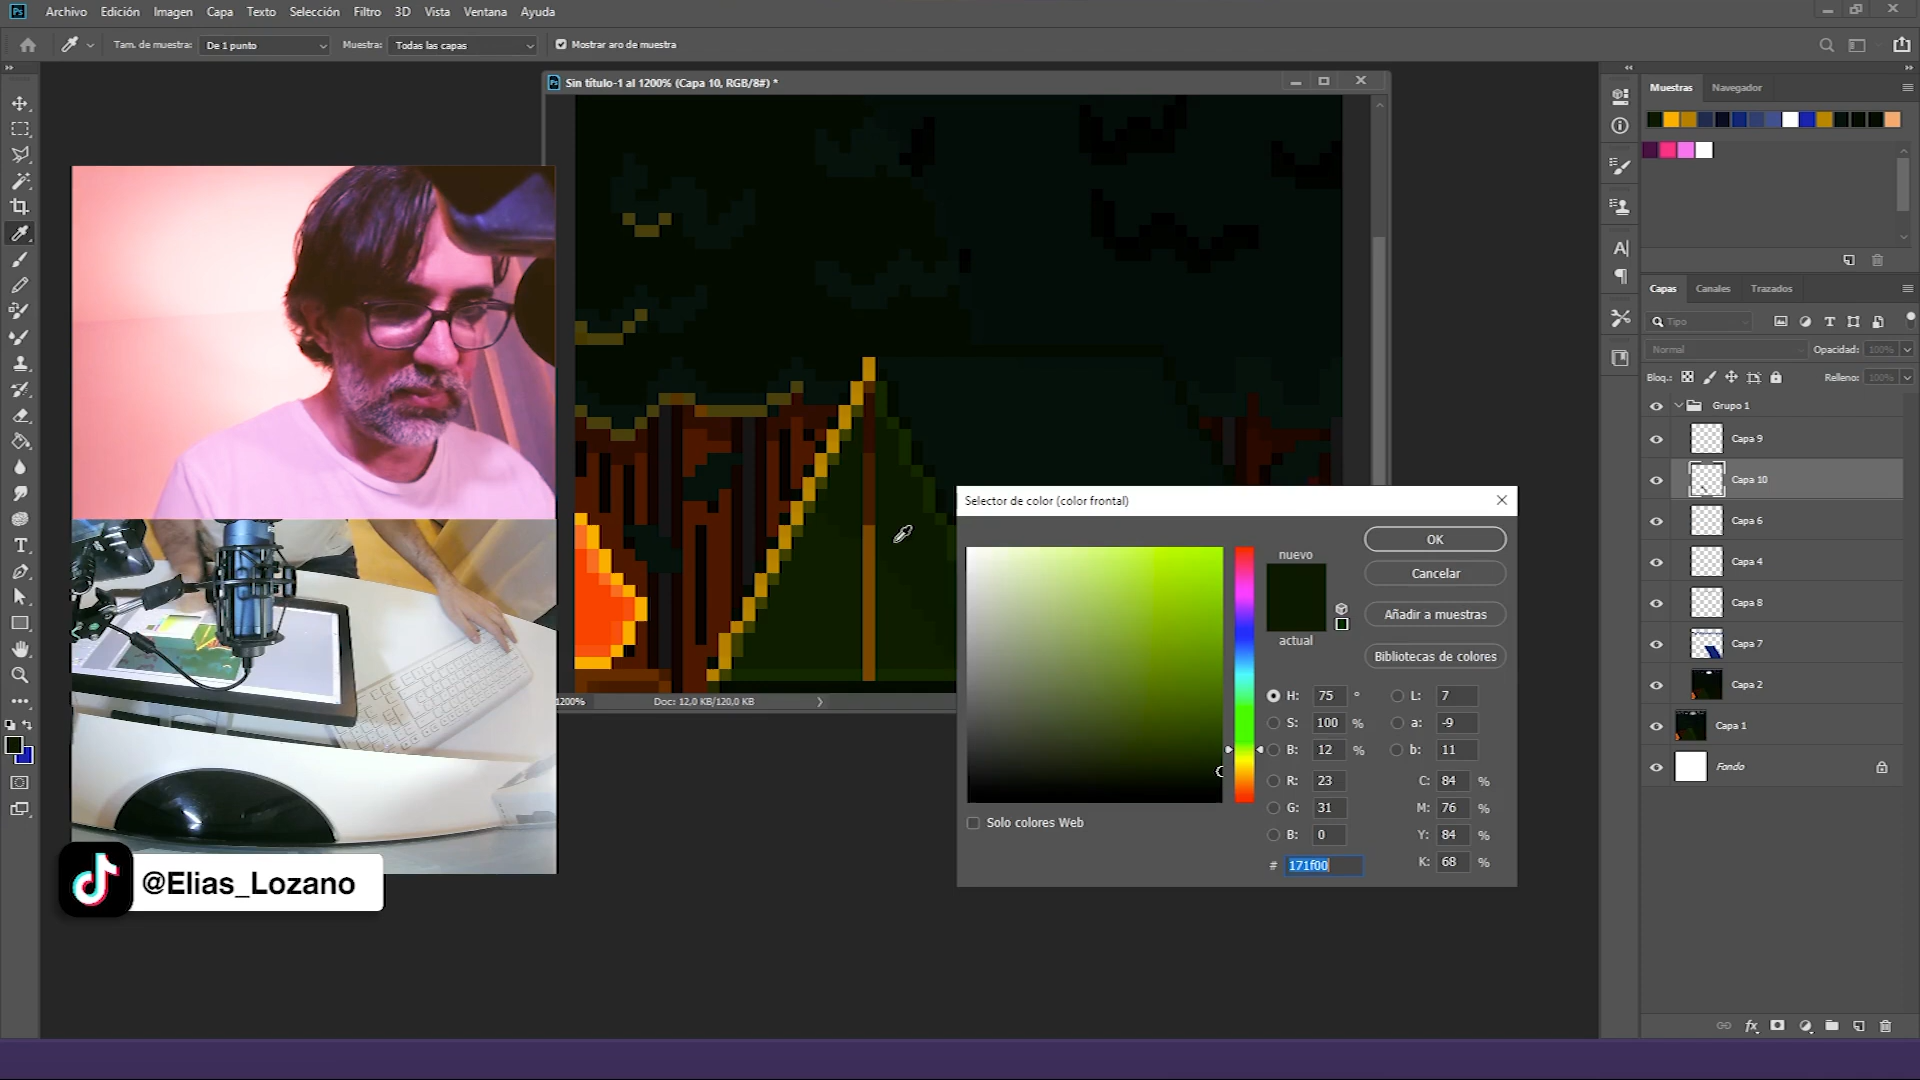 Ps Archivo Edición Imagen Capa Texto Selección Filtro 3D Vista Ventana Ayuda
Tam. de muestra: De 1 punto Muestra: Todas las capas Mostrar aro de muestra
Ps Sin título-1 al 1200% (Capa 10, RGB/8#) *
1200% Doc: 12,0 KB/120,0 KB
@Elias_Lozano
Selector de color (color frontal)
nuevo
actual
OK
Cancelar
Añadir a muestras
Bibliotecas de colores
H: 75 ° L: 7
S: 100 % a: -9
B: 12 % b: 11
R: 23 C: 84 %
G: 31 M: 76 %
B: 0 Y: 84 %
# 171f00 K: 68 %
Solo colores Web
Muestras Navegador
Capas Canales Trazados
Tipo
Normal Opacidad: 100%
Bloq.: Relleno: 100%
Grupo 1
Capa 9
Capa 10
Capa 6
Capa 4
Capa 8
Capa 7
Capa 2
Capa 1
Fondo